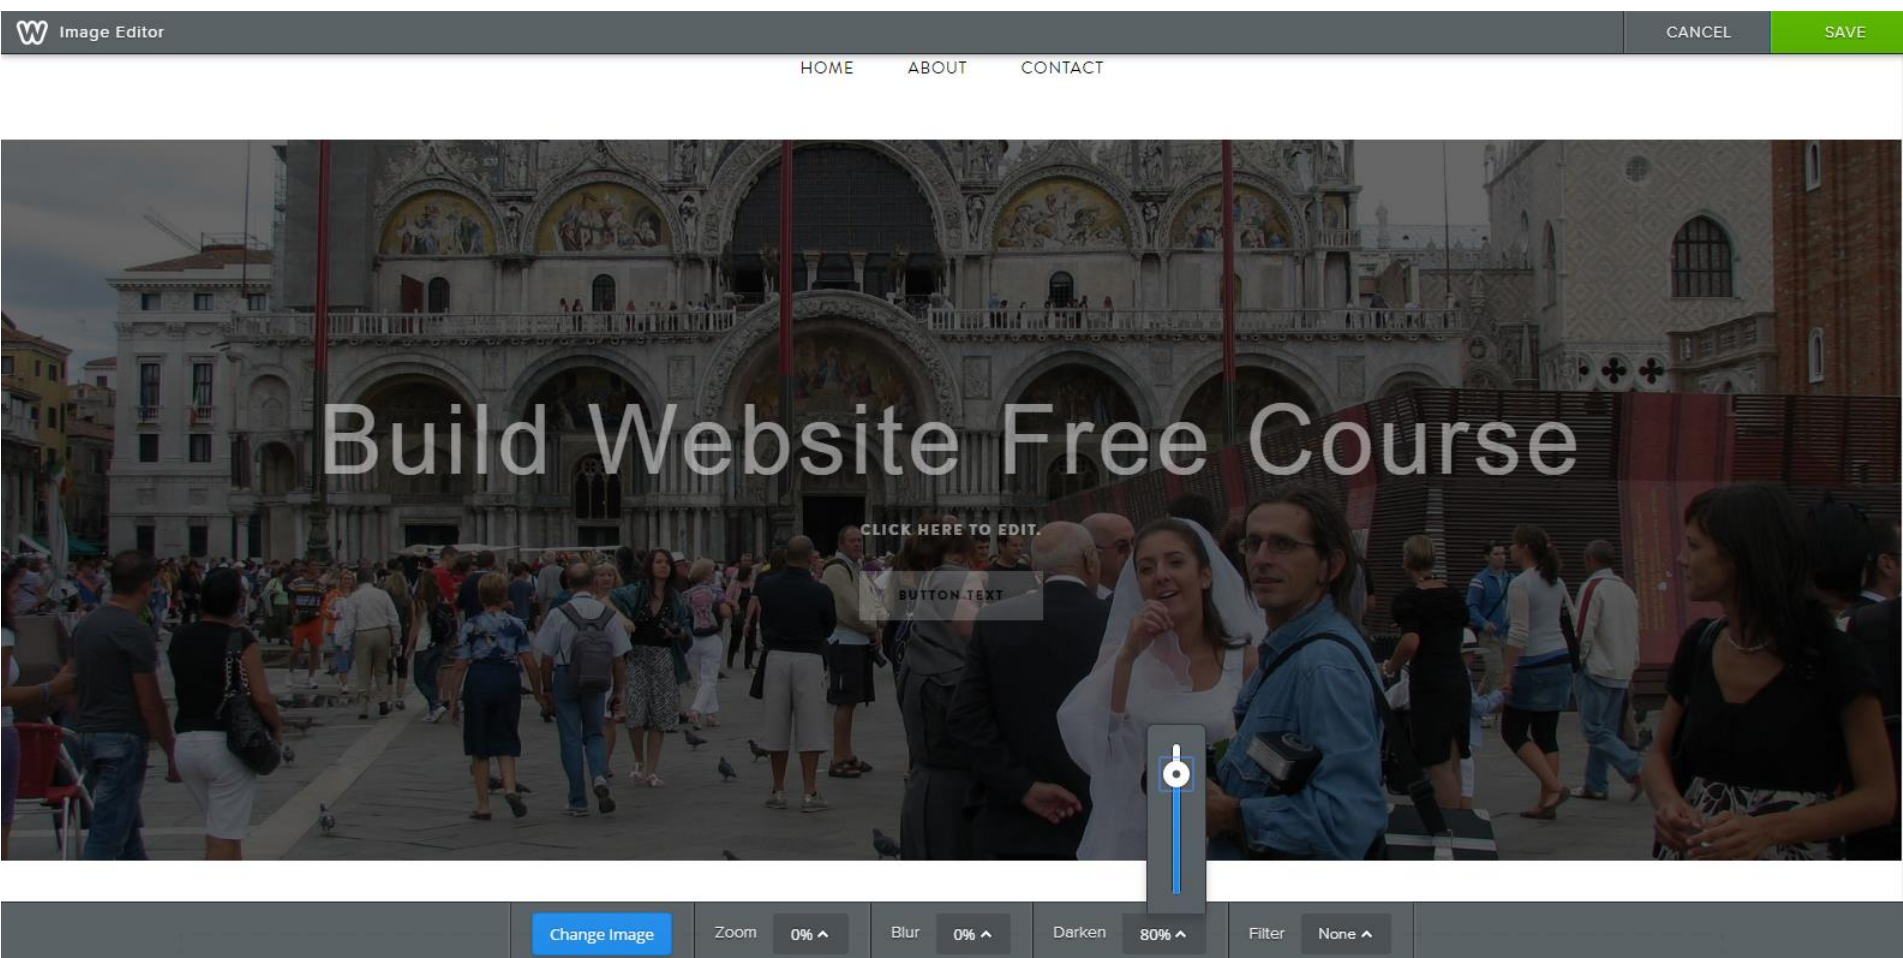 Image Editor CANCEL SAVE
HOME ABOUT CONTACT
Build Website Free Course
CLICK HERE TO EDIT.
BUTTON TEXT
Change Image Zoom 0% Blur 0% Darken 80% Filter None